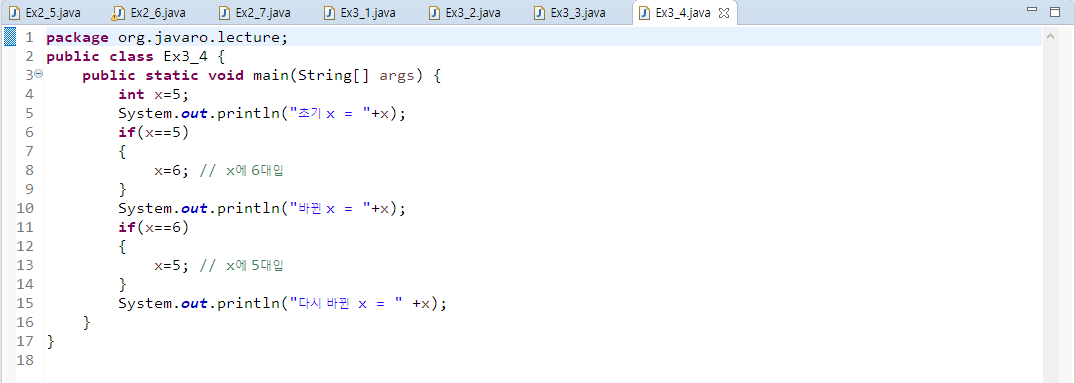 Ex2_5.java Ex2_6.java Ex2_7.java Ex3_1.java Ex3_2.java Ex3_3.java Ex3_4.java
1 package org.javaro.lecture;
2 public class Ex3_4 {
3     public static void main(String[] args) {
4         int x=5;
5         System.out.println("초기 x = "+x);
6         if(x==5)
7         {
8             x=6; // x에 6대입
9         }
10         System.out.println("바뀐 x = "+x);
11         if(x==6)
12         {
13             x=5; // x에 5대입
14         }
15         System.out.println("다시 바뀐  x = " +x);
16     }
17 }
18